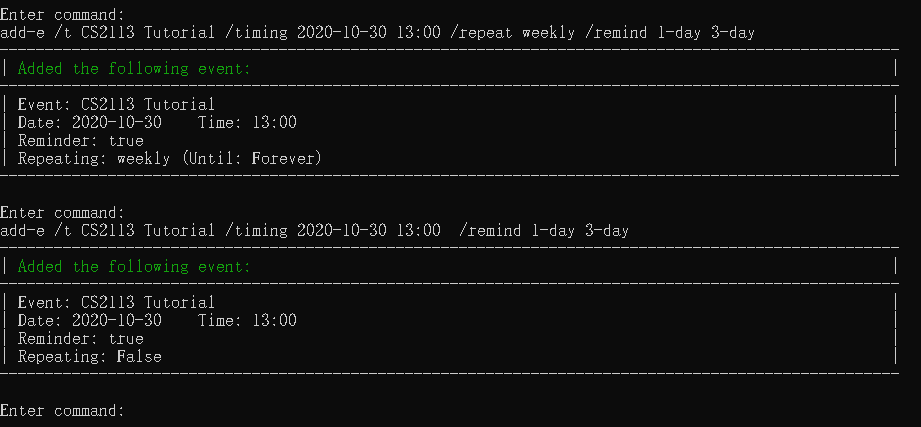 Enter command:
add-e /t CS2113 Tutorial /timing 2020-10-30 13:00 /repeat weekly /remind 1-day 3-day
| Added the following event: |
| Event: CS2113 Tutorial |
| Date: 2020-10-30    Time: 13:00 |
| Reminder: true |
| Repeating: weekly (Until: Forever) |
Enter command:
add-e /t CS2113 Tutorial /timing 2020-10-30 13:00  /remind 1-day 3-day
| Added the following event: |
| Event: CS2113 Tutorial |
| Date: 2020-10-30    Time: 13:00 |
| Reminder: true |
| Repeating: False |
Enter command: